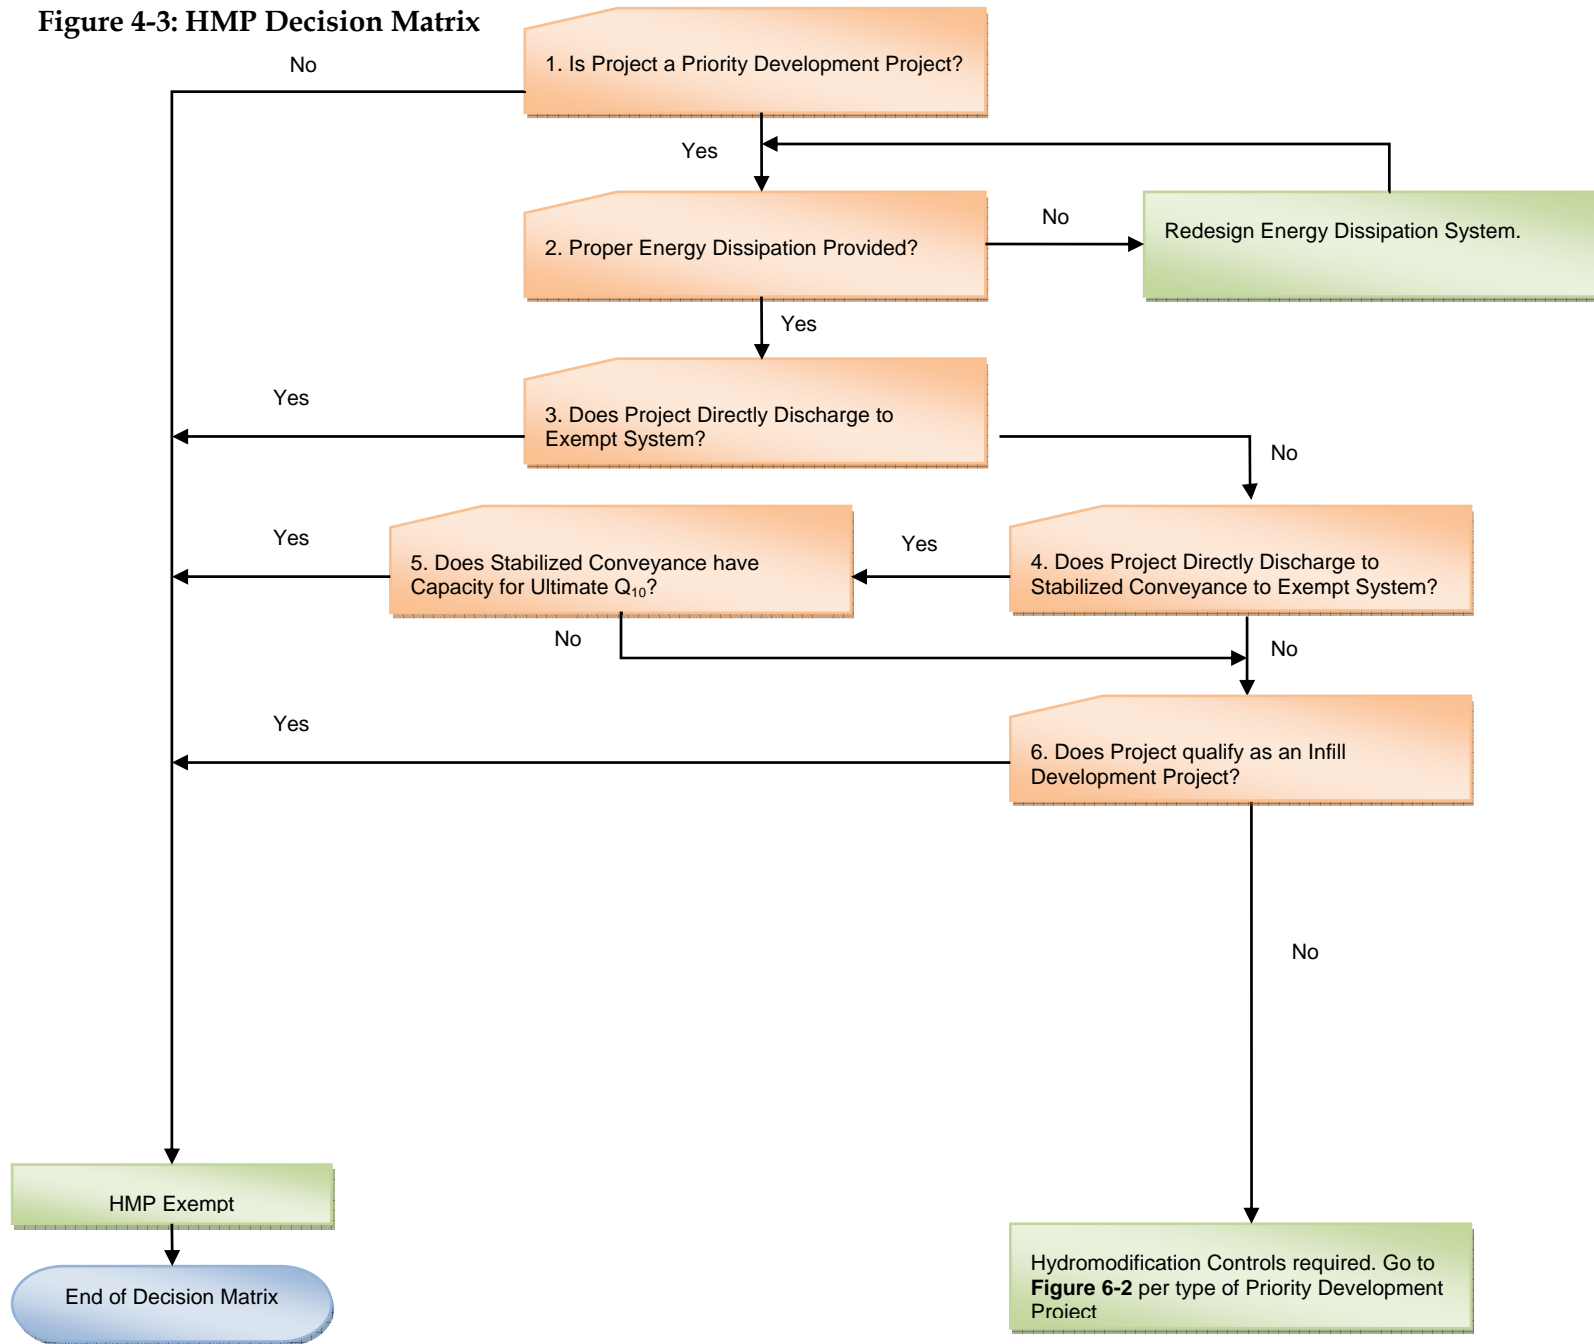 Figure 4-3: HMP Decision Matrix
No
1. Is Project a Priority Development Project?
Yes
No
2. Proper Energy Dissipation Provided?
Redesign Energy Dissipation System.
Yes
Yes
3. Does Project Directly Discharge to
Exempt System?
No
Yes
5. Does Stabilized Conveyance have
Capacity for Ultimate Q₁₀?
Yes
4. Does Project Directly Discharge to
Stabilized Conveyance to Exempt System?
No
No
Yes
6. Does Project qualify as an Infill
Development Project?
No
HMP Exempt
End of Decision Matrix
Hydromodification Controls required. Go to
Figure 6-2 per type of Priority Development
Project